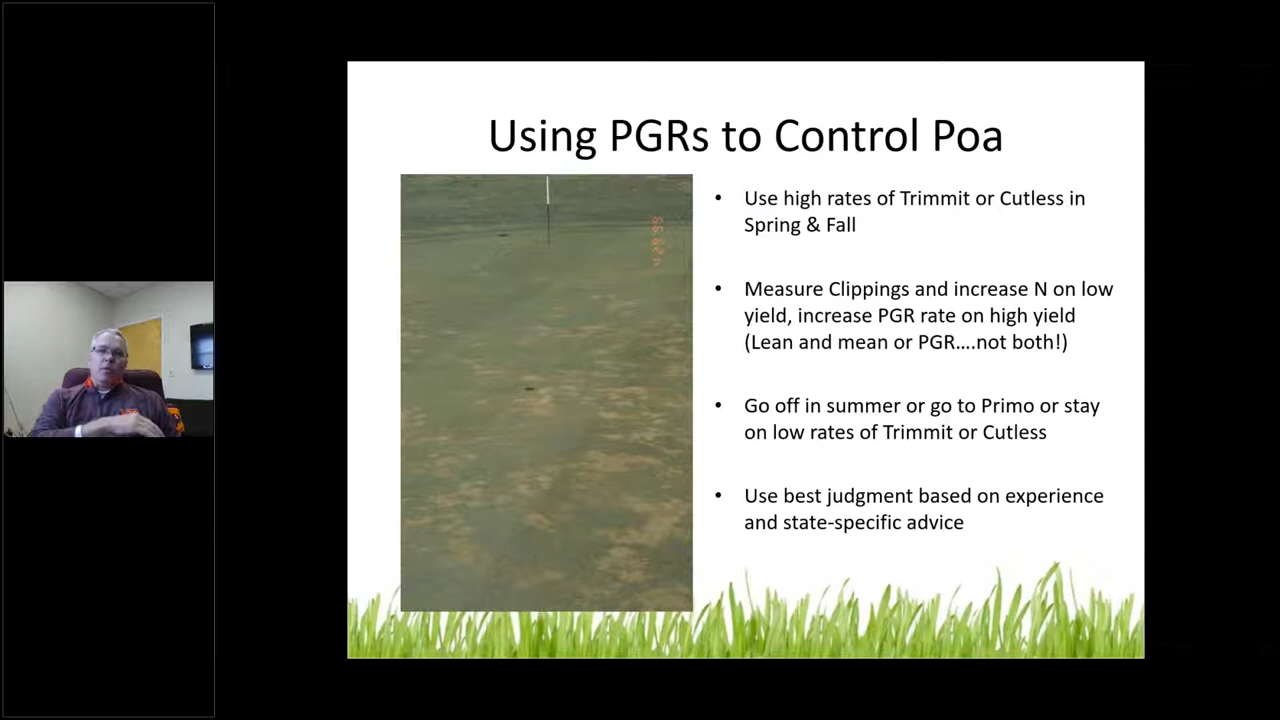 Using PGRs to Control Poa
• Use high rates of Trimmit or Cutless in
Spring & Fall
• Measure Clippings and increase N on low
yield, increase PGR rate on high yield
(Lean and mean or PGR....not both!)
• Go off in summer or go to Primo or stay
on low rates of Trimmit or Cutless
• Use best judgment based on experience
and state-specific advice